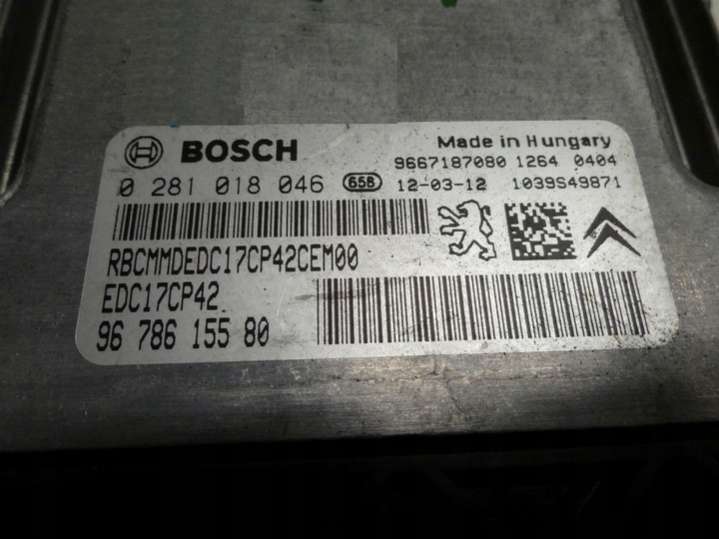 BOSCH
Made in Hungary
9667187080 1264 0404
0 281 018 046 658 12-03-12 1039S49871
RBCMMDEDC17CP42CEM00
EDC17CP42
96 786 155 80